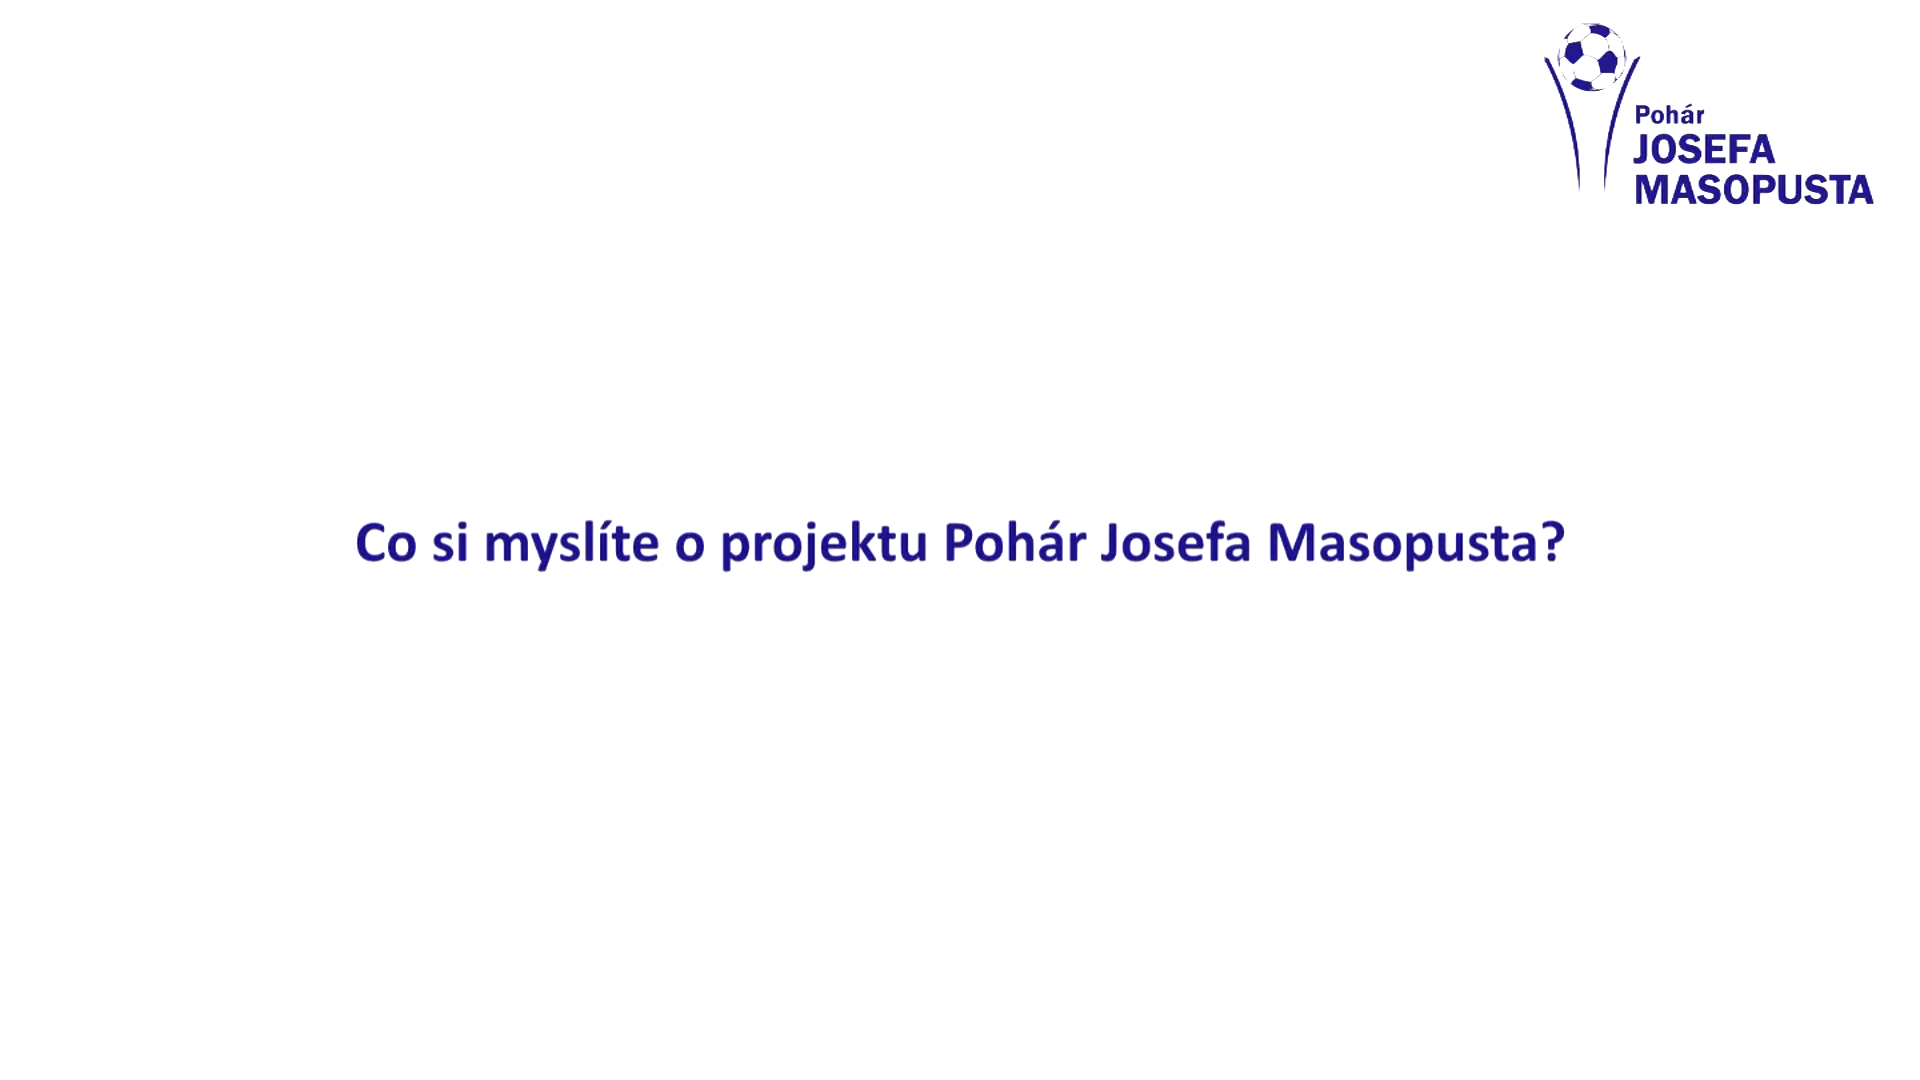 Pohár
JOSEFA
MASOPUSTA
Co si myslíte o projektu Pohár Josefa Masopusta?